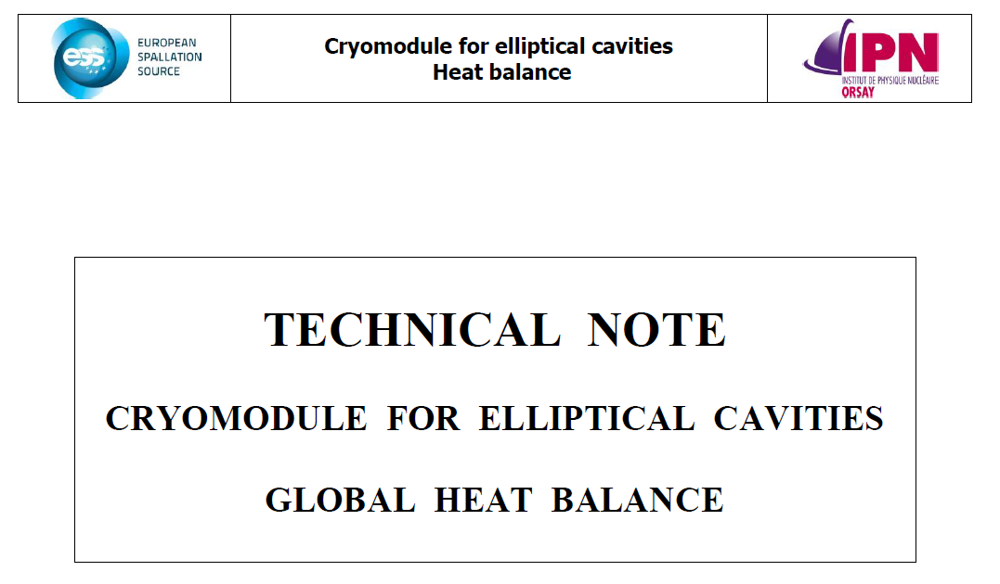 ess
EUROPEAN
SPALLATION
SOURCE
Cryomodule for elliptical cavities
Heat balance
IPN
INSTITUT DE PHYSIQUE NUCLÉAIRE
ORSAY
TECHNICAL NOTE
CRYOMODULE FOR ELLIPTICAL CAVITIES
GLOBAL HEAT BALANCE